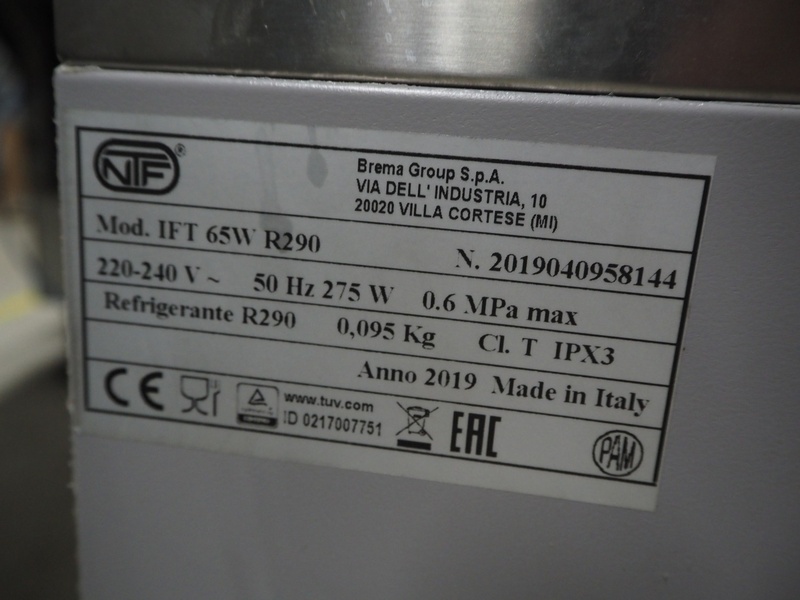 NTF ®
Brema Group S.p.A.
VIA DELL' INDUSTRIA, 10
20020 VILLA CORTESE (MI)
Mod. IFT 65W R290 N. 2019040958144
220-240 V ~ 50 Hz 275 W 0.6 MPa max
Refrigerante R290 0,095 Kg Cl. T IPX3
Anno 2019 Made in Italy
CE
www.tuv.com
ID 0217007751
EAC
PAM